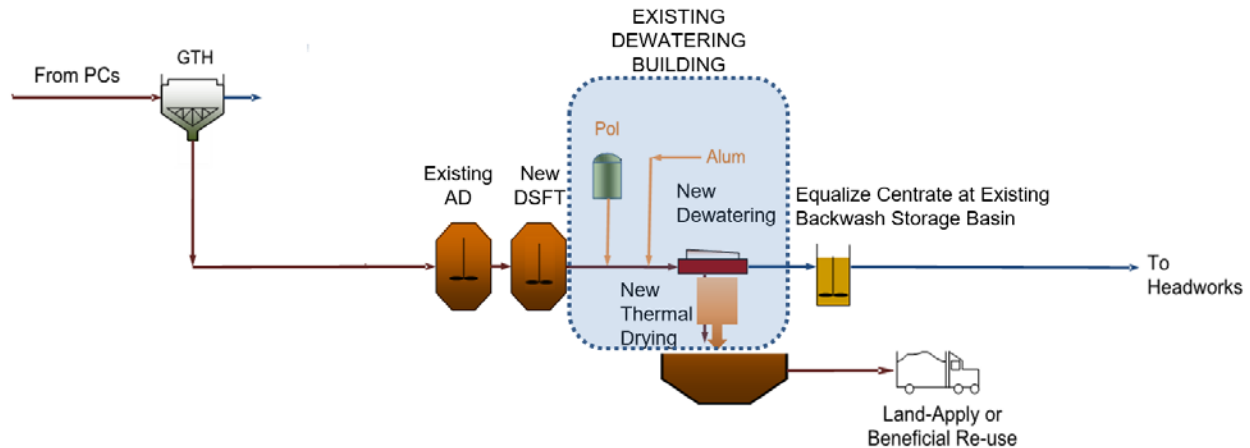 EXISTING
DEWATERING
BUILDING
GTH
From PCs
Pol
Alum
Existing
AD
New
DSFT
New
Dewatering
Equalize Centrate at Existing
Backwash Storage Basin
To
Headworks
New
Thermal
Drying
Land-Apply or
Beneficial Re-use